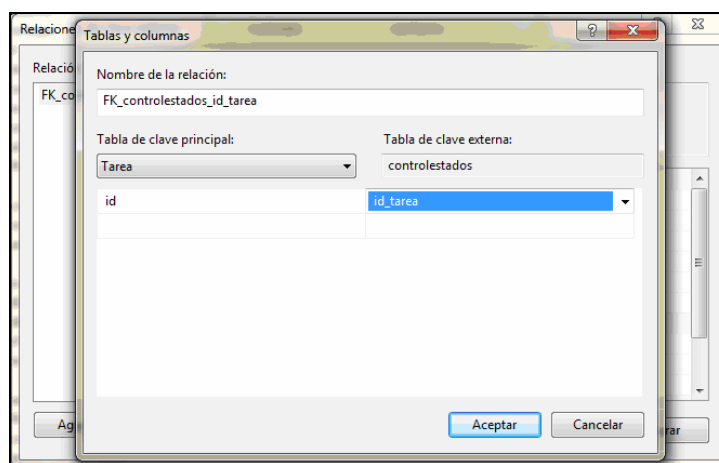 Relacione
Tablas y columnas
Relació
FK_co
Nombre de la relación:
FK_controlestados_id_tarea
Tabla de clave principal:
Tabla de clave externa:
Tarea
controlestados
id
id_tarea
Aceptar
Cancelar
Ag
rar